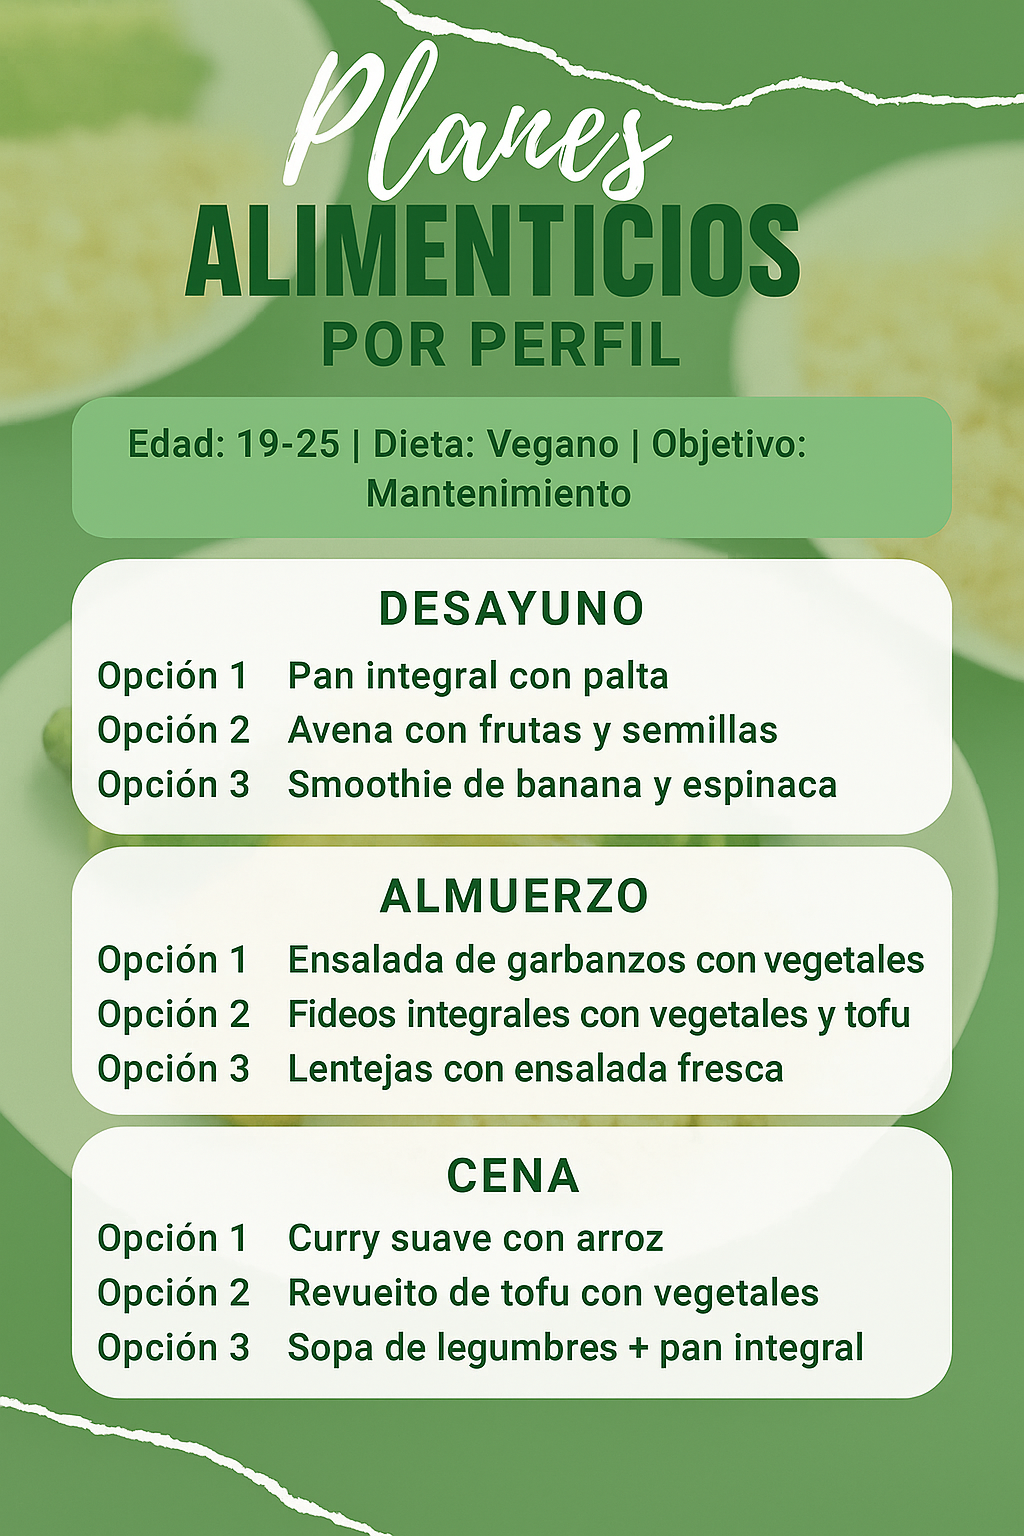 Planes
ALIMENTICIOS
POR PERFIL
Edad: 19-25 | Dieta: Vegano | Objetivo:
Mantenimiento
DESAYUNO
Opción 1 Pan integral con palta
Opción 2 Avena con frutas y semillas
Opción 3 Smoothie de banana y espinaca
ALMUERZO
Opción 1 Ensalada de garbanzos con vegetales
Opción 2 Fideos integrales con vegetales y tofu
Opción 3 Lentejas con ensalada fresca
CENA
Opción 1 Curry suave con arroz
Opción 2 Revueito de tofu con vegetales
Opción 3 Sopa de legumbres + pan integral